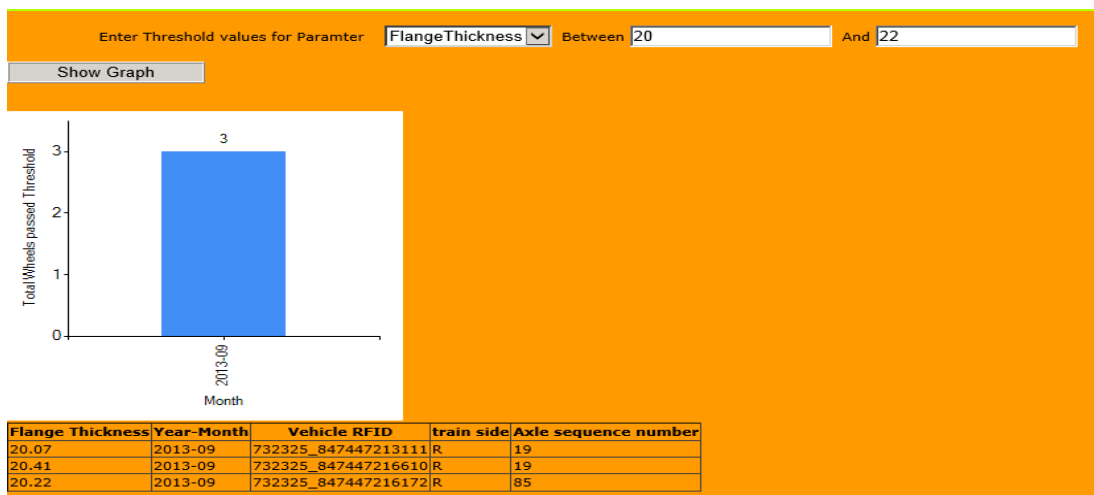 Enter Threshold values for Paramter FlangeThickness Between 20 And 22
Show Graph
3
Total Wheels passed Threshold
3
2
1
0
2013-09
Month
Flange Thickness Year-Month Vehicle RFID train side Axle sequence number
20.07 2013-09 732325_847447213111 R 19
20.41 2013-09 732325_847447216610 R 19
20.22 2013-09 732325_847447216172 R 85